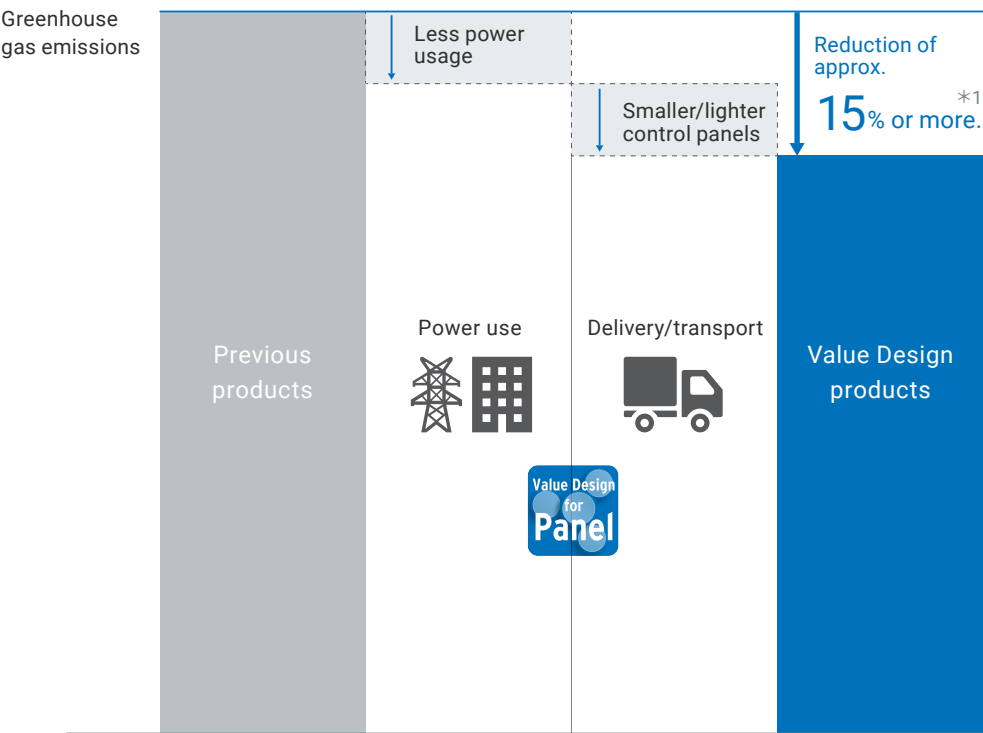 Greenhouse
gas emissions
Less power
usage
Smaller/lighter
control panels
Reduction of
approx.
15% or more.*1
Previous
products
Power use
Delivery/transport
Value Design
products
Value Design
for
Panel